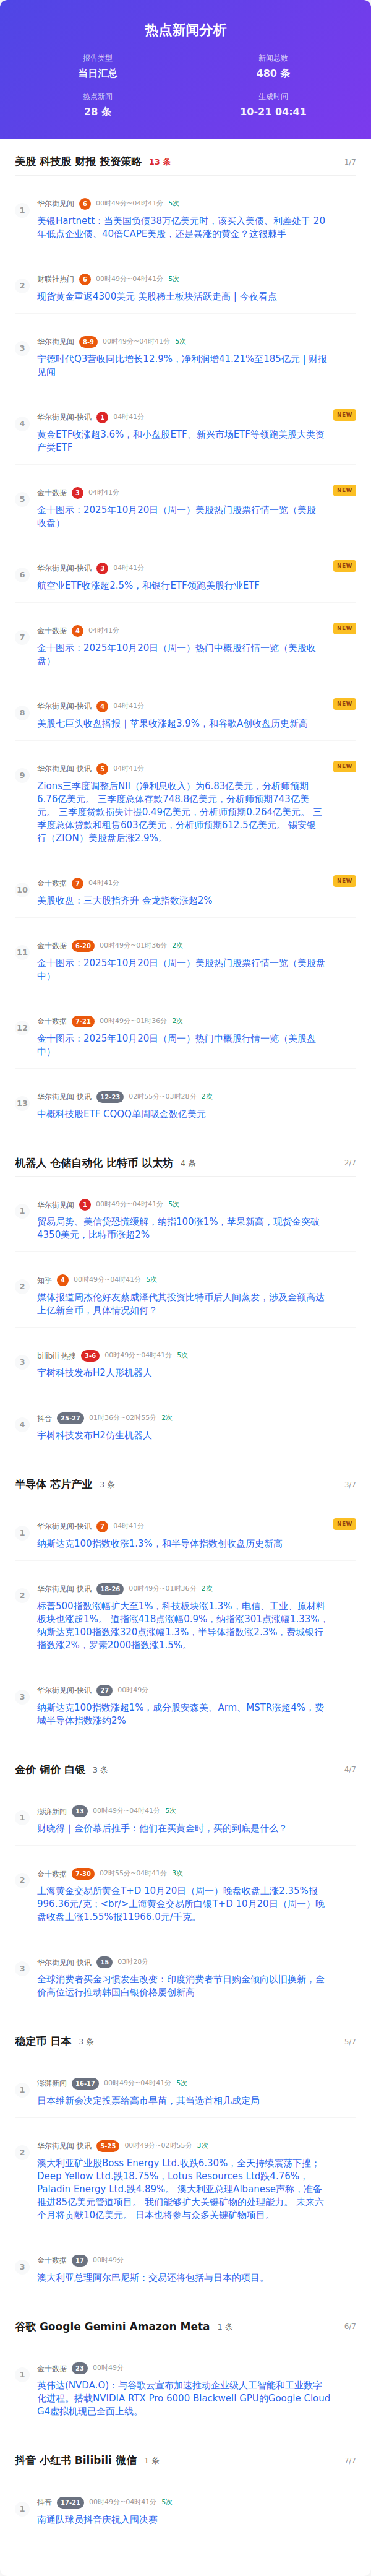 热点新闻分析
报告类型
当日汇总
新闻总数
480 条
热点新闻
28 条
生成时间
10-21 04:41
美股 科技股 财报 投资策略 13 条 1/7
1
华尔街见闻 6 00时49分~04时41分 5次
美银Hartnett：当美国负债38万亿美元时，该买入美债、利差处于 20
年低点企业债、40倍CAPE美股，还是暴涨的黄金？这很棘手
2
财联社热门 6 00时49分~04时41分 5次
现货黄金重返4300美元 美股稀土板块活跃走高 | 今夜看点
3
华尔街见闻 8-9 00时49分~04时41分 5次
宁德时代Q3营收同比增长12.9%，净利润增41.21%至185亿元 | 财报
见闻
4
华尔街见闻-快讯 1 04时41分 NEW
黄金ETF收涨超3.6%，和小盘股ETF、新兴市场ETF等领跑美股大类资
产类ETF
5
金十数据 3 04时41分 NEW
金十图示：2025年10月20日（周一）美股热门股票行情一览（美股
收盘）
6
华尔街见闻-快讯 3 04时41分 NEW
航空业ETF收涨超2.5%，和银行ETF领跑美股行业ETF
7
金十数据 4 04时41分 NEW
金十图示：2025年10月20日（周一）热门中概股行情一览（美股收
盘）
8
华尔街见闻-快讯 4 04时41分 NEW
美股七巨头收盘播报｜苹果收涨超3.9%，和谷歌A创收盘历史新高
9
华尔街见闻-快讯 5 04时41分 NEW
Zions三季度调整后NII（净利息收入）为6.83亿美元，分析师预期
6.76亿美元。 三季度总体存款748.8亿美元，分析师预期743亿美
元。 三季度贷款损失计提0.49亿美元，分析师预期0.264亿美元。 三
季度总体贷款和租赁603亿美元，分析师预期612.5亿美元。 锡安银
行（ZION）美股盘后涨2.9%。
10
金十数据 7 04时41分 NEW
美股收盘：三大股指齐升 金龙指数涨超2%
11
金十数据 6-20 00时49分~01时36分 2次
金十图示：2025年10月20日（周一）美股热门股票行情一览（美股盘
中）
12
金十数据 7-21 00时49分~01时36分 2次
金十图示：2025年10月20日（周一）热门中概股行情一览（美股盘
中）
13
华尔街见闻-快讯 12-23 02时55分~03时28分 2次
中概科技股ETF CQQQ单周吸金数亿美元
机器人 仓储自动化 比特币 以太坊 4 条 2/7
1
华尔街见闻 1 00时49分~04时41分 5次
贸易局势、美信贷恐慌缓解，纳指100涨1%，苹果新高，现货金突破
4350美元，比特币涨超2%
2
知乎 4 00时49分~04时41分 5次
媒体报道周杰伦好友蔡威泽代其投资比特币后人间蒸发，涉及金额高达
上亿新台币，具体情况如何？
3
bilibili 热搜 3-6 00时49分~04时41分 5次
宇树科技发布H2人形机器人
4
抖音 25-27 01时36分~02时55分 2次
宇树科技发布H2仿生机器人
半导体 芯片产业 3 条 3/7
1
华尔街见闻-快讯 7 04时41分 NEW
纳斯达克100指数收涨1.3%，和半导体指数创收盘历史新高
2
华尔街见闻-快讯 18-26 00时49分~01时36分 2次
标普500指数涨幅扩大至1%，科技板块涨1.3%，电信、工业、原材料
板块也涨超1%。 道指涨418点涨幅0.9%，纳指涨301点涨幅1.33%，
纳斯达克100指数涨320点涨幅1.3%，半导体指数涨2.3%，费城银行
指数涨2%，罗素2000指数涨1.5%。
3
华尔街见闻-快讯 27 00时49分
纳斯达克100指数涨超1%，成分股安森美、Arm、MSTR涨超4%，费
城半导体指数涨约2%
金价 铜价 白银 3 条 4/7
1
澎湃新闻 13 00时49分~04时41分 5次
财晓得｜金价幕后推手：他们在买黄金时，买的到底是什么？
2
金十数据 7-30 02时55分~04时41分 3次
上海黄金交易所黄金T+D 10月20日（周一）晚盘收盘上涨2.35%报
996.36元/克；<br/>上海黄金交易所白银T+D 10月20日（周一）晚
盘收盘上涨1.55%报11966.0元/千克。
3
华尔街见闻-快讯 15 03时28分
全球消费者买金习惯发生改变：印度消费者节日购金倾向以旧换新，金
价高位运行推动韩国白银价格屡创新高
稳定币 日本 3 条 5/7
1
澎湃新闻 16-17 00时49分~04时41分 5次
日本维新会决定投票给高市早苗，其当选首相几成定局
2
华尔街见闻-快讯 5-25 00时49分~02时55分 3次
澳大利亚矿业股Boss Energy Ltd.收跌6.30%，全天持续震荡下挫；
Deep Yellow Ltd.跌18.75%，Lotus Resources Ltd跌4.76%，
Paladin Energy Ltd.跌4.89%。 澳大利亚总理Albanese声称，准备
推进85亿美元管道项目。 我们能够扩大关键矿物的处理能力。 未来六
个月将贡献10亿美元。 日本也将参与众多关键矿物项目。
3
金十数据 17 00时49分
澳大利亚总理阿尔巴尼斯：交易还将包括与日本的项目。
谷歌 Google Gemini Amazon Meta 1 条 6/7
1
金十数据 23 00时49分
英伟达(NVDA.O)：与谷歌云宣布加速推动企业级人工智能和工业数字
化进程。搭载NVIDIA RTX Pro 6000 Blackwell GPU的Google Cloud
G4虚拟机现已全面上线。
抖音 小红书 Bilibili 微信 1 条 7/7
1
抖音 17-21 00时49分~04时41分 5次
南通队球员抖音庆祝入围决赛